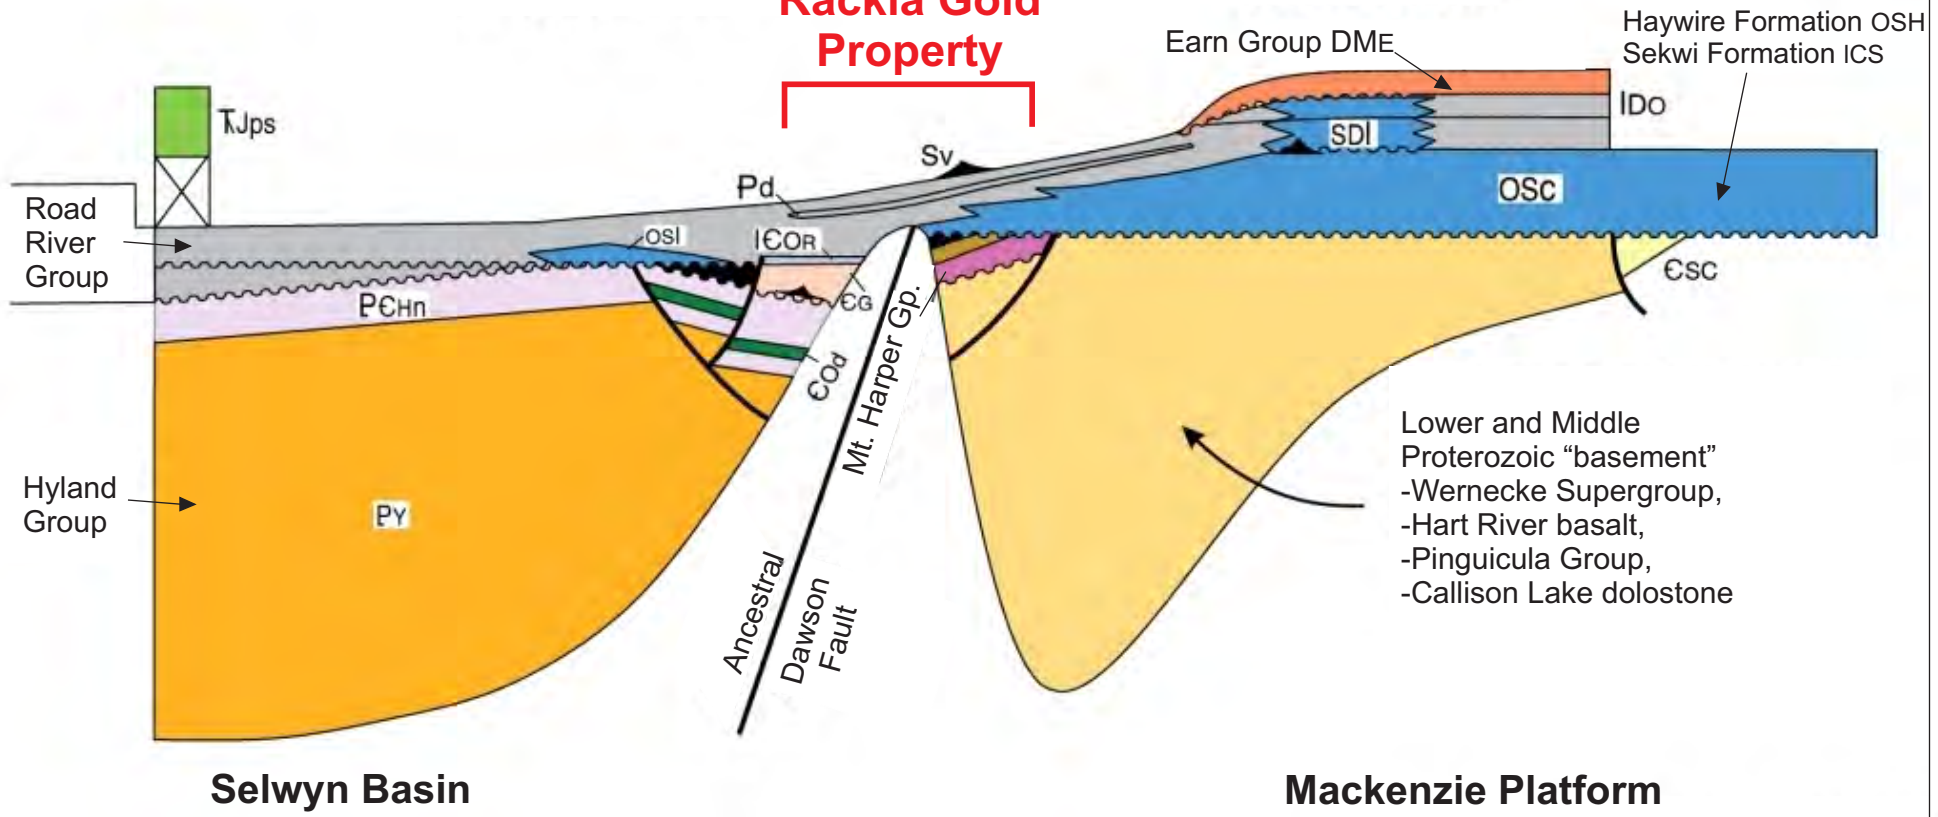 Rackla Gold
Property
Haywire Formation OSH
Sekwi Formation ICS
Earn Group DME
ꞆJps
IDO
SDI
Sv
OSC
Pd
Road
River
Group
OSI
IЄOR
ЄSC
PЄHn
ЄG
ЄOd
Mt. Harper Gp.
Lower and Middle
Proterozoic “basement”
-Wernecke Supergroup,
-Hart River basalt,
-Pinguicula Group,
-Callison Lake dolostone
Hyland
Group
PY
Ancestral
Dawson
Fault
Selwyn Basin
Mackenzie Platform